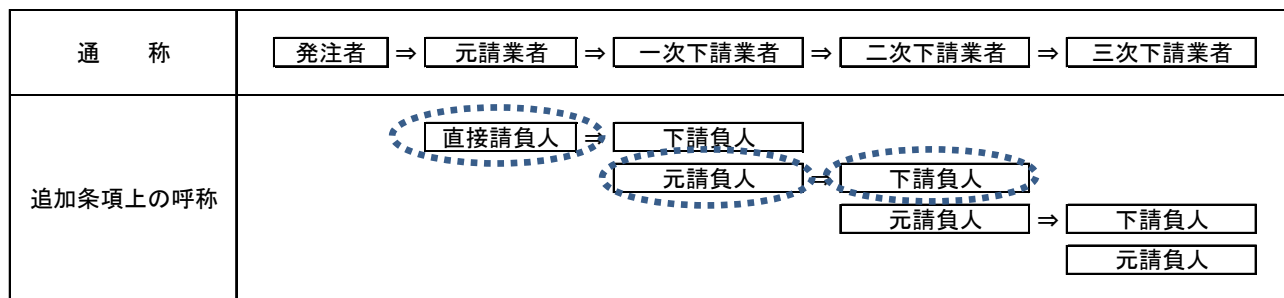 通　　称
発注者 ⇒ 元請業者 ⇒ 一次下請業者 ⇒ 二次下請業者 ⇒ 三次下請業者
直接請負人 ⇒ 下請負人
元請負人 ⇒ 下請負人
追加条項上の呼称
元請負人 ⇒ 下請負人
元請負人